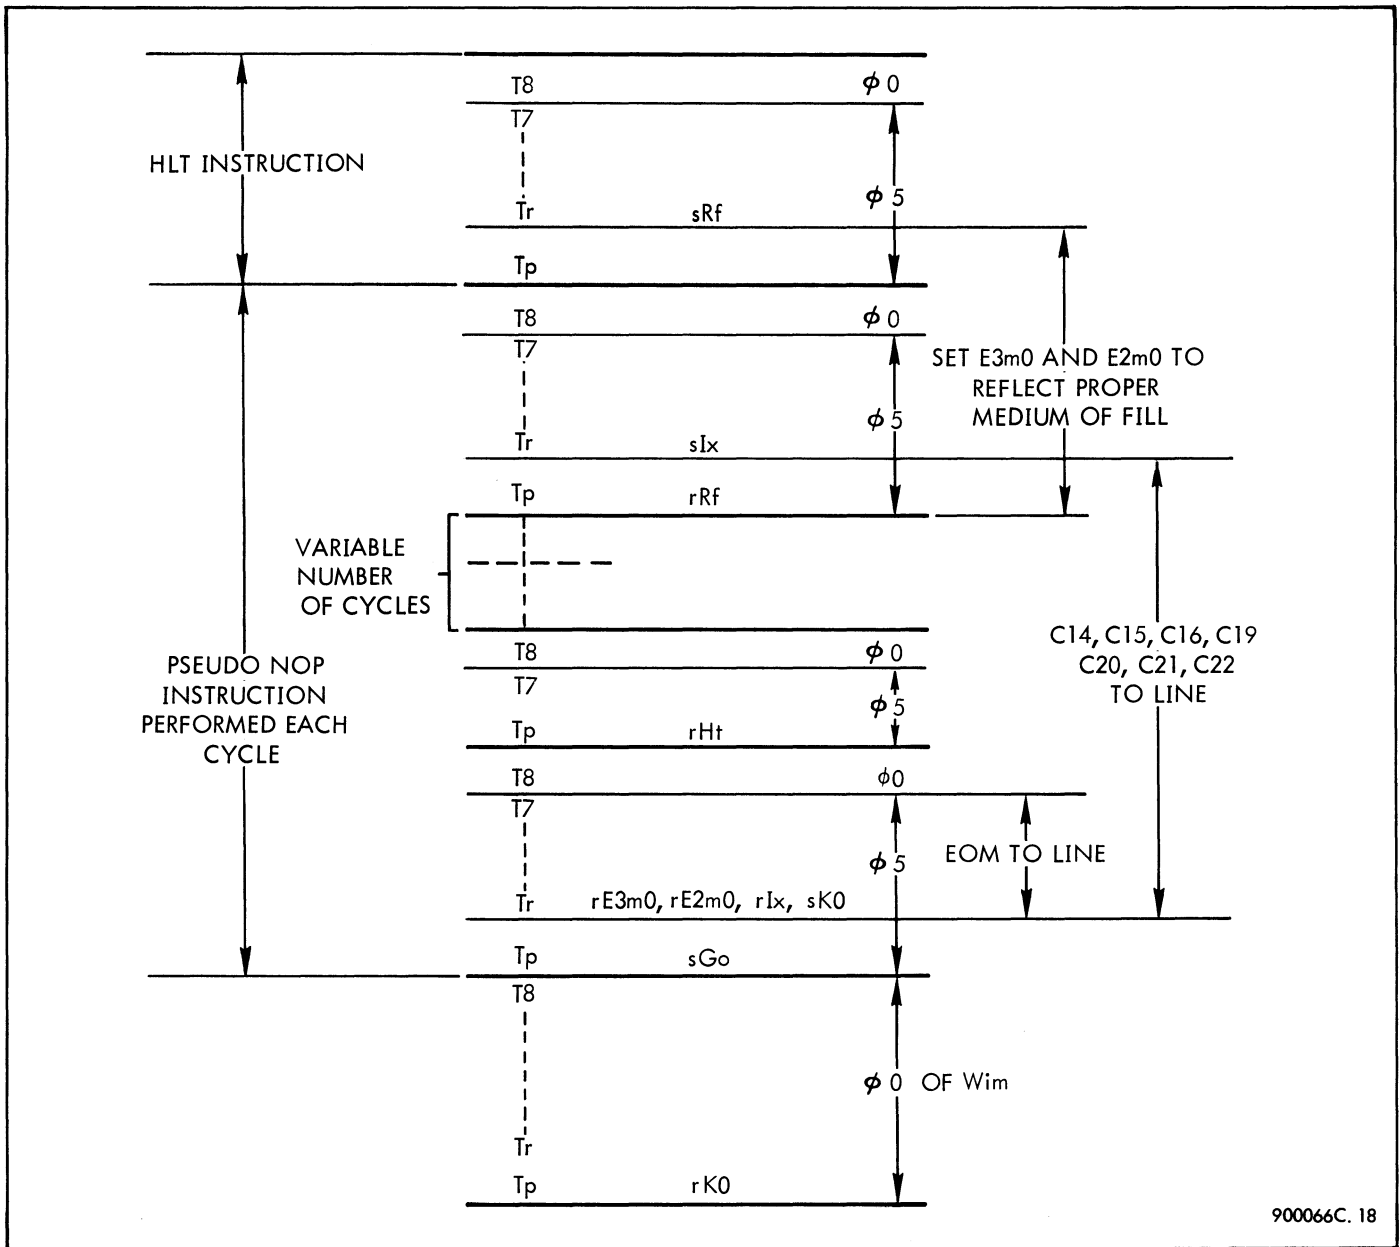 T8 φ 0
T7
HLT INSTRUCTION
φ 5
Tr sRf
Tp
T8 φ 0
T7
SET E3m0 AND E2m0 TO
REFLECT PROPER
MEDIUM OF FILL
φ 5
Tr sIx
Tp rRf
VARIABLE
NUMBER
OF CYCLES
C14, C15, C16, C19
C20, C21, C22
TO LINE
T8 φ 0
PSEUDO NOP
INSTRUCTION
PERFORMED EACH
CYCLE
T7
φ 5
Tp rHt
T8 φ0
T7
EOM TO LINE
φ 5
Tr rE3m0, rE2m0, rIx, sK0
Tp sGo
T8
φ 0 OF Wim
Tr
Tp rK0
900066C. 18